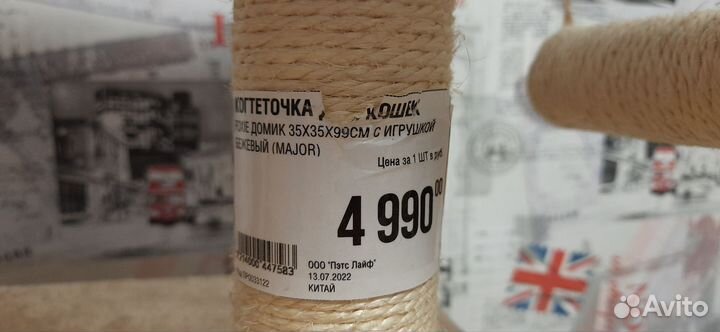 КОГТЕТОЧКА КОШЕК
ДОМИК 35Х35Х99СМ С ИГРУШКОЙ
БЕЖЕВЫЙ (MAJOR)
Цена за 1 ШТ в руб.
4 990 00
447583
ООО "Пэтс Лайф"
13.07.2022
КИТАЙ
Avito